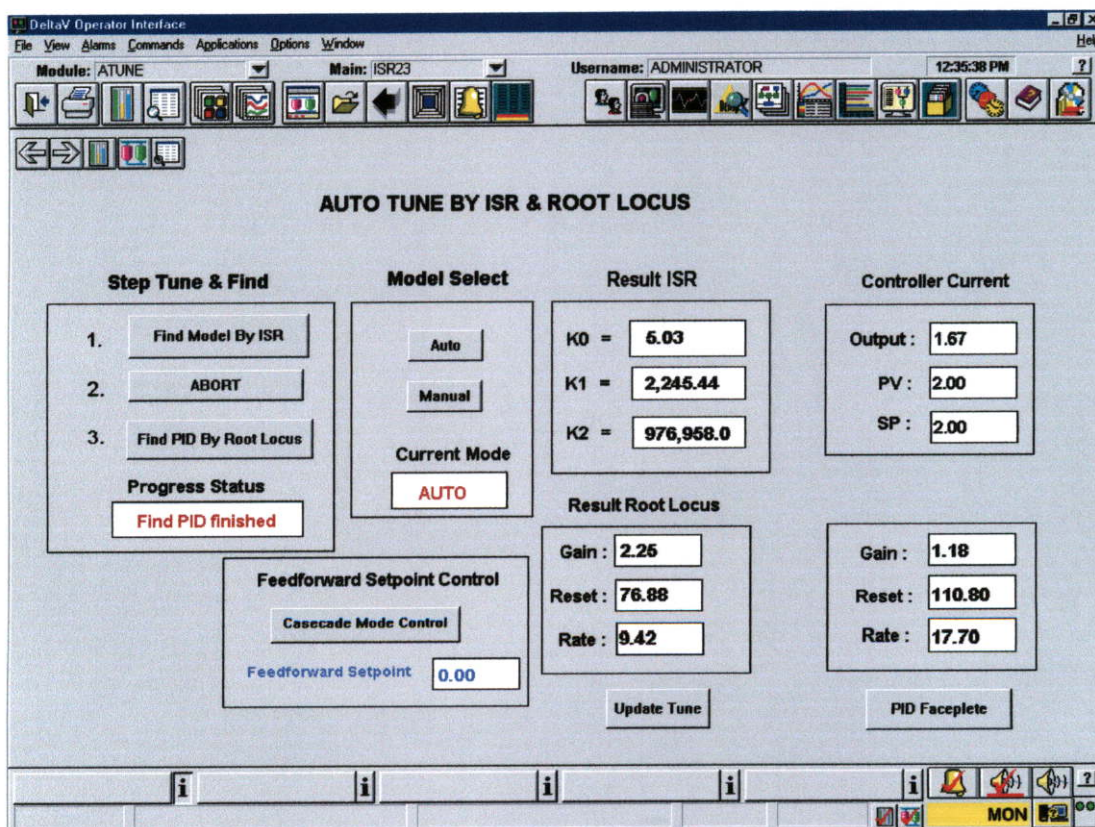 DeltaV Operator Interface
File View Alarms Commands Applications Options Window Help
Module: ATUNE Main: ISR23 Username: ADMINISTRATOR 12:35:38 PM ?
AUTO TUNE BY ISR & ROOT LOCUS
Step Tune & Find
1. Find Model By ISR
2. ABORT
3. Find PID By Root Locus
Progress Status
Find PID finished
Model Select
Auto
Manual
Current Mode
AUTO
Result ISR
K0 = 5.03
K1 = 2,245.44
K2 = 976,958.0
Controller Current
Output : 1.67
PV : 2.00
SP : 2.00
Feedforward Setpoint Control
Casecade Mode Control
Feedforward Setpoint 0.00
Result Root Locus
Gain : 2.25
Reset : 76.88
Rate : 9.42
Update Tune
Gain : 1.18
Reset : 110.80
Rate : 17.70
PID Faceplete
i i i i i ?
MON